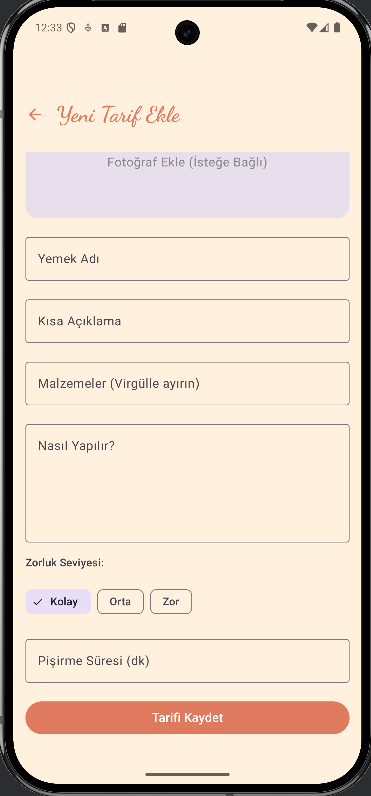 12:33
Yeni Tarif Ekle
Fotoğraf Ekle (İsteğe Bağlı)
Yemek Adı
Kısa Açıklama
Malzemeler (Virgülle ayırın)
Nasıl Yapılır?
Zorluk Seviyesi:
Kolay Orta Zor
Pişirme Süresi (dk)
Tarifi Kaydet